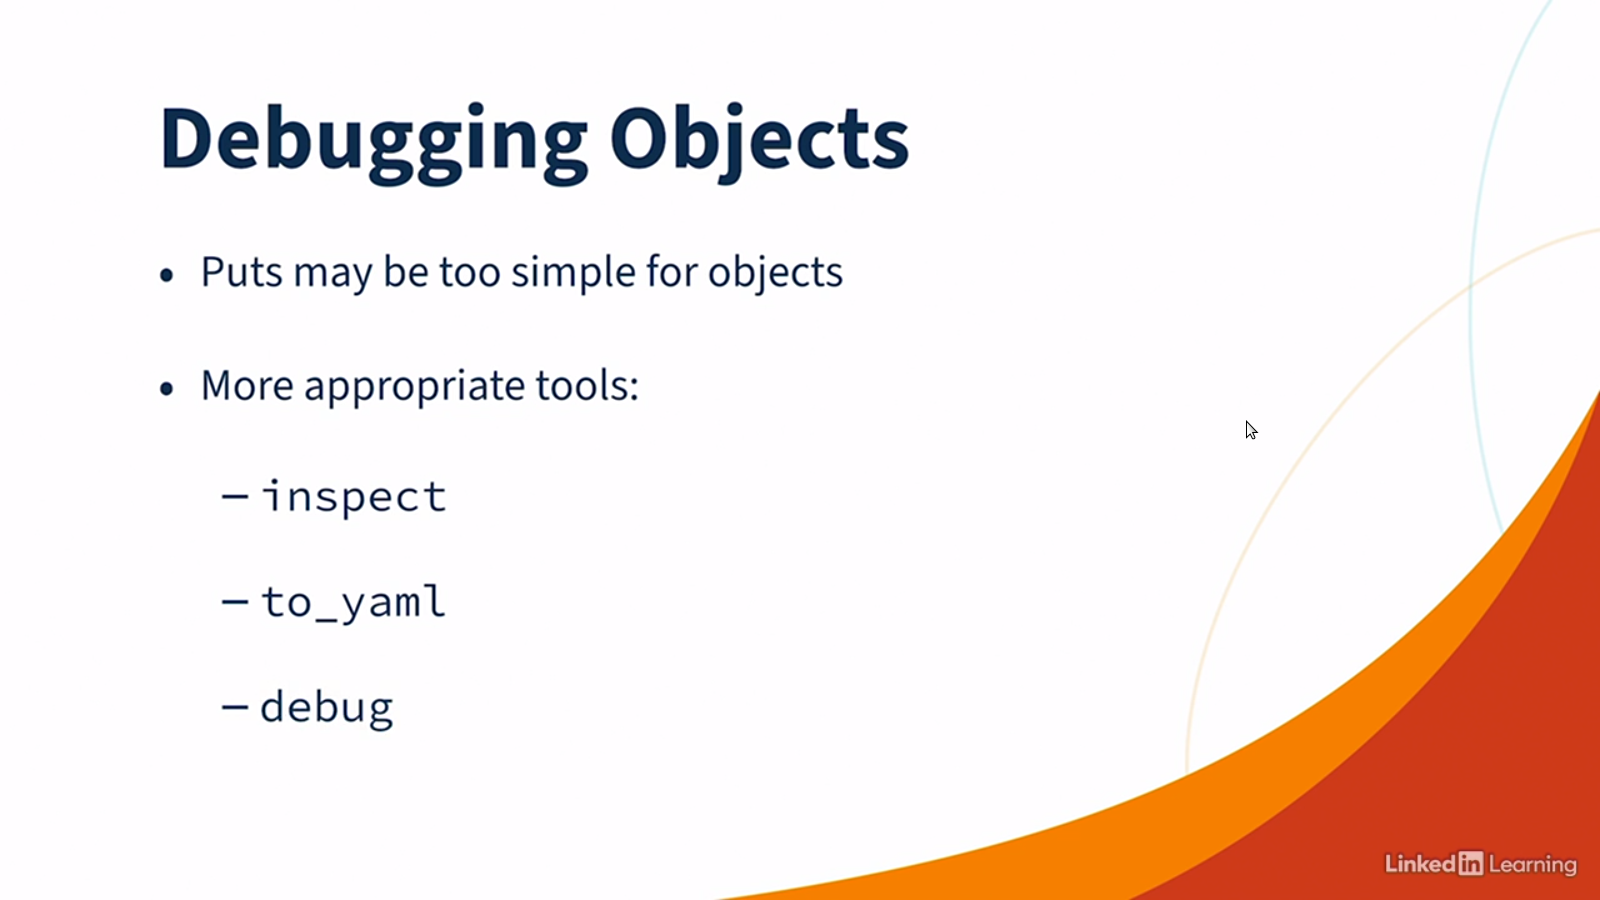 Debugging Objects
• Puts may be too simple for objects
• More appropriate tools:
– inspect
– to_yaml
– debug
Linked in Learning